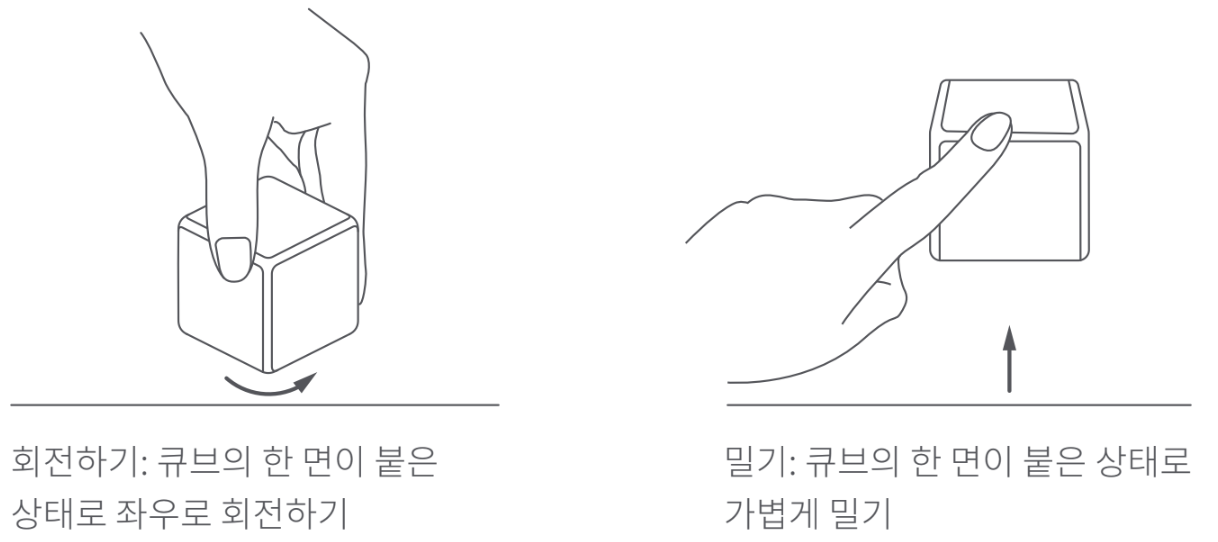 회전하기: 큐브의 한 면이 붙은
상태로 좌우로 회전하기
밀기: 큐브의 한 면이 붙은 상태로
가볍게 밀기